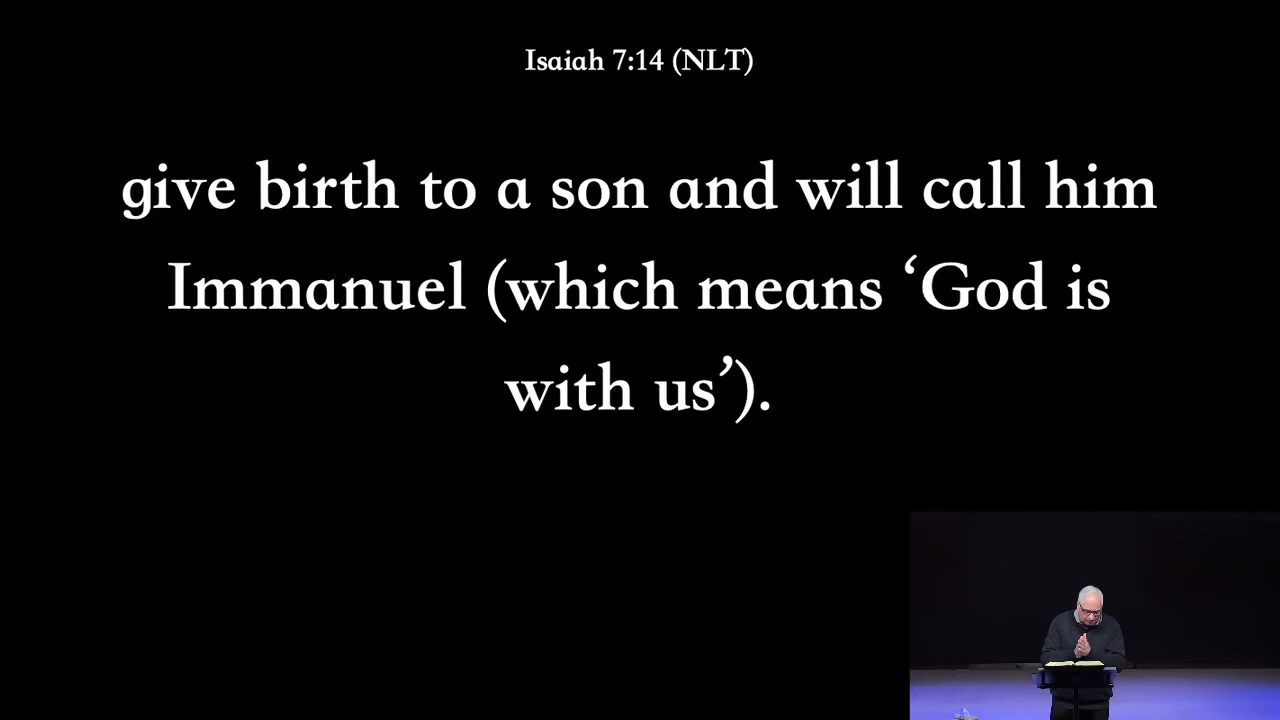 Isaiah 7:14 (NLT)
give birth to a son and will call him
Immanuel (which means ‘God is
with us’).